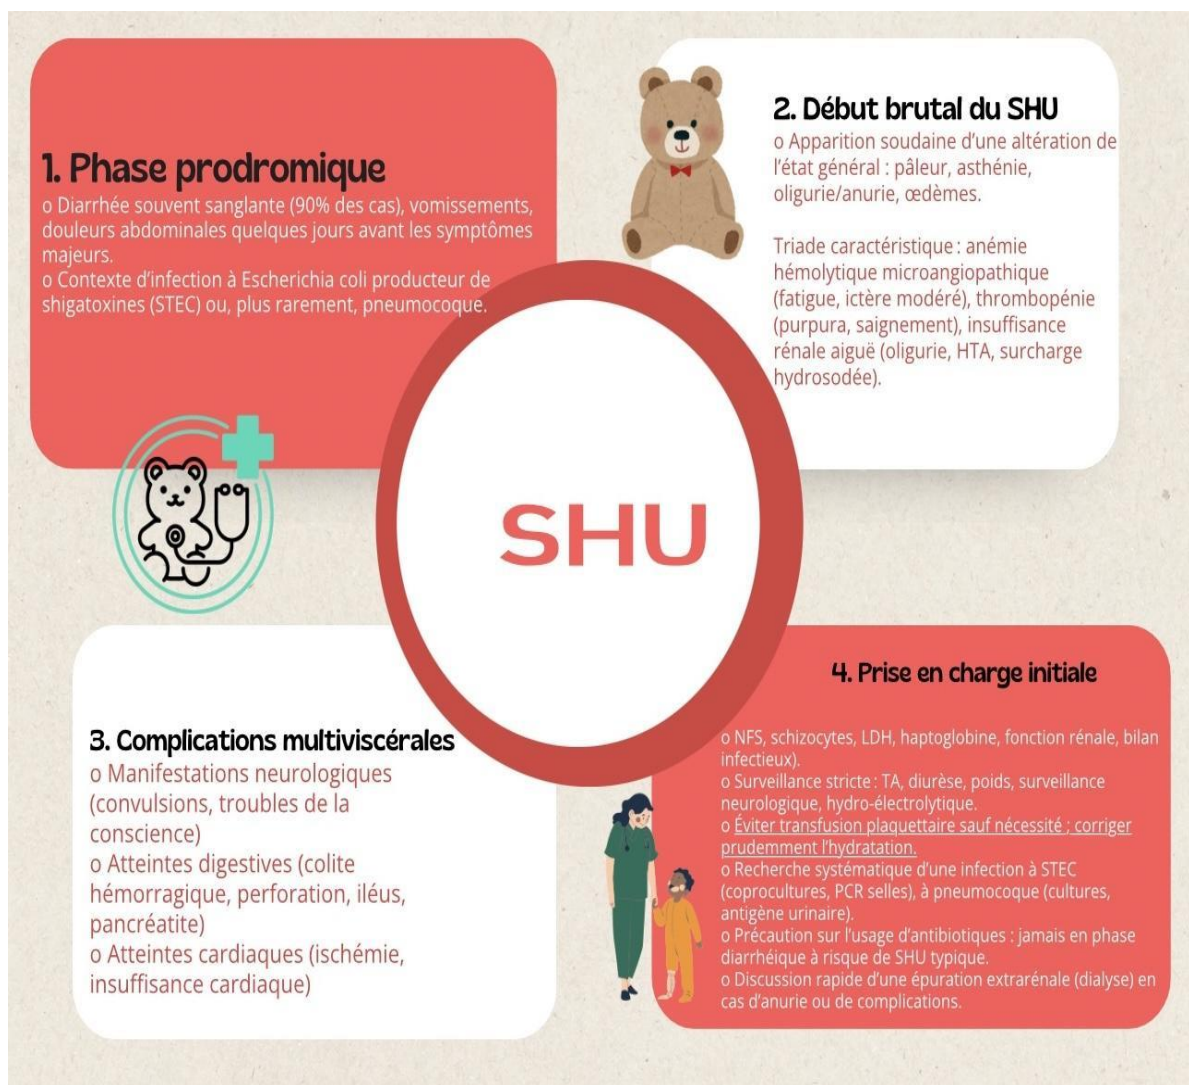 1. Phase prodromique
o Diarrhée souvent sanglante (90% des cas), vomissements,
douleurs abdominales quelques jours avant les symptômes
majeurs.
o Contexte d’infection à Escherichia coli producteur de
shigatoxines (STEC) ou, plus rarement, pneumocoque.
2. Début brutal du SHU
o Apparition soudaine d’une altération de
l’état général : pâleur, asthénie,
oligurie/anurie, œdèmes.
Triade caractéristique : anémie
hémolytique microangiopathique
(fatigue, ictère modéré), thrombopénie
(purpura, saignement), insuffisance
rénale aiguë (oligurie, HTA, surcharge
hydrosodée).
SHU
3. Complications multiviscérales
o Manifestations neurologiques
(convulsions, troubles de la
conscience)
o Atteintes digestives (colite
hémorragique, perforation, iléus,
pancréatite)
o Atteintes cardiaques (ischémie,
insuffisance cardiaque)
4. Prise en charge initiale
o NFS, schizocytes, LDH, haptoglobine, fonction rénale, bilan
infectieux).
o Surveillance stricte : TA, diurèse, poids, surveillance
neurologique, hydro-électrolytique.
o Éviter transfusion plaquettaire sauf nécessité ; corriger
prudemment l’hydratation.
o Recherche systématique d’une infection à STEC
(coprocultures, PCR selles), à pneumocoque (cultures,
antigène urinaire).
o Précaution sur l’usage d’antibiotiques : jamais en phase
diarrhéique à risque de SHU typique.
o Discussion rapide d’une épuration extrarénale (dialyse) en
cas d’anurie ou de complications.